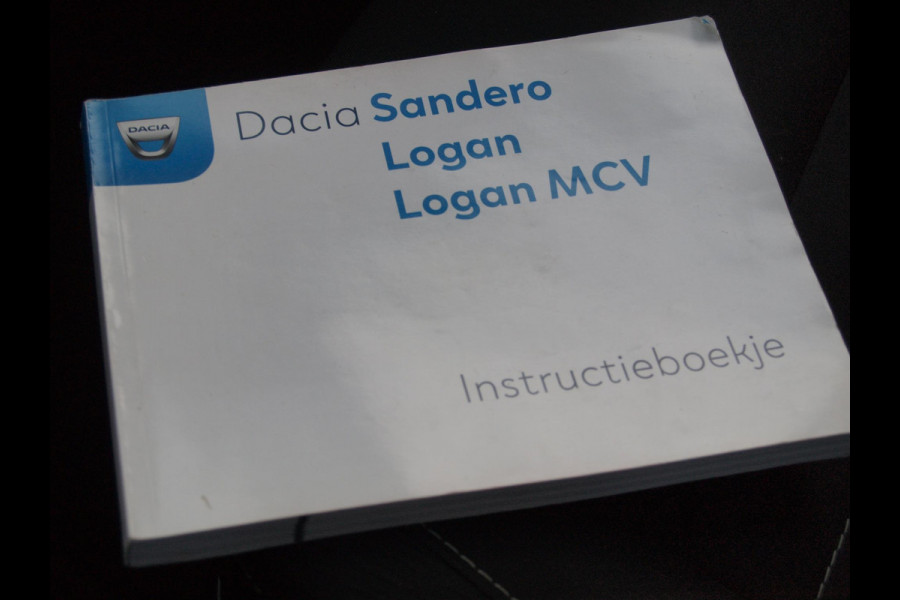 DACIA
Dacia Sandero
Logan
Logan MCV
Instructieboekje